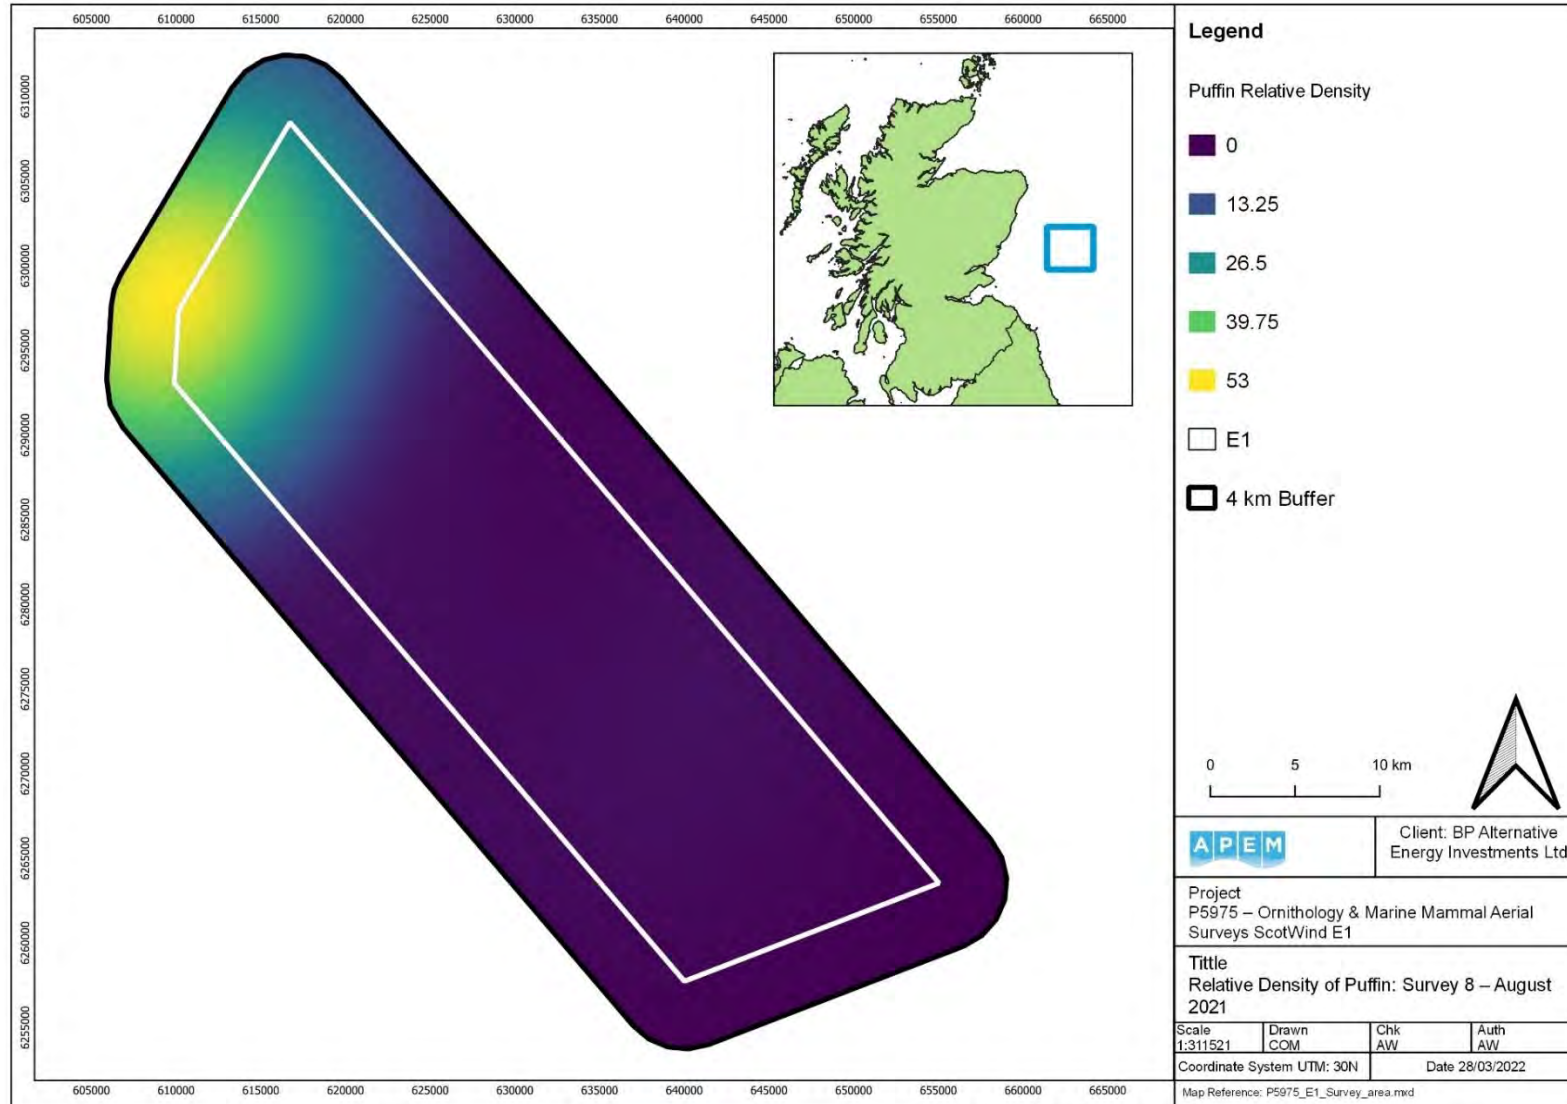 605000 610000 615000 620000 625000 630000 635000 640000 645000 650000 655000 660000 665000
6310000
6305000
6300000
6295000
6290000
6285000
6280000
6275000
6270000
6265000
6260000
6255000
605000 610000 615000 620000 625000 630000 635000 640000 645000 650000 655000 660000 665000
Legend
Puffin Relative Density
0
13.25
26.5
39.75
53
E1
4 km Buffer
0 5 10 km
APEM
Client: BP Alternative
Energy Investments Ltd
Project
P5975 – Ornithology & Marine Mammal Aerial
Surveys ScotWind E1
Tittle
Relative Density of Puffin: Survey 8 – August
2021
Scale Drawn Chk Auth
1:311521 COM AW AW
Coordinate System UTM: 30N Date 28/03/2022
Map Reference: P5975_E1_Survey_area.mxd